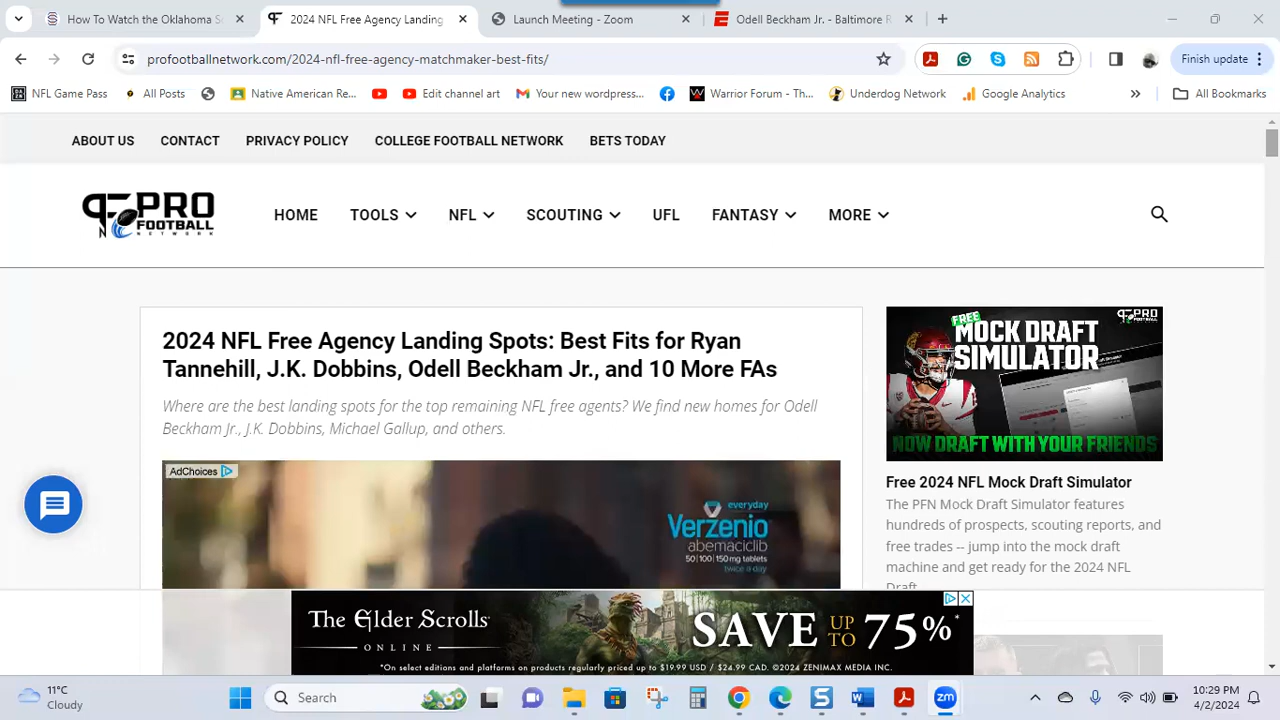 How to Watch the Oklahoma S
2024 NFL Free Agency Landing
Launch Meeting - Zoom
Odell Beckham Jr. - Baltimore R
profootballnetwork.com/2024-nfl-free-agency-matchmaker-best-fits/
Finish update
NFL Game Pass
All Posts
Native American Re...
Edit channel art
Your new wordpress...
Warrior Forum - Th...
Underdog Network
Google Analytics
All Bookmarks
ABOUT US
CONTACT
PRIVACY POLICY
COLLEGE FOOTBALL NETWORK
BETS TODAY
PRO
FOOTBALL
NETWORK
HOME
TOOLS
NFL
SCOUTING
UFL
FANTASY
MORE
2024 NFL Free Agency Landing Spots: Best Fits for Ryan
Tannehill, J.K. Dobbins, Odell Beckham Jr., and 10 More FAs
Where are the best landing spots for the top remaining NFL free agents? We find new homes for Odell
Beckham Jr., J.K. Dobbins, Michael Gallup, and others.
AdChoices
everyday
Verzenio
abemaciclib
50|100|150mg tablets
twice a day
FREE
MOCK DRAFT
SIMULATOR
PRO
FOOTBALL
NOW DRAFT WITH YOUR FRIENDS
Free 2024 NFL Mock Draft Simulator
The PFN Mock Draft Simulator features
hundreds of prospects, scouting reports, and
free trades -- jump into the mock draft
machine and get ready for the 2024 NFL
Draft.
The Elder Scrolls
ONLINE
SAVE UP TO 75%*
*On select editions and platforms on products regularly priced up to $19.99 USD / $24.99 CAD. ©2024 ZENIMAX MEDIA INC.
11°C
Cloudy
Search
zm
10:29 PM
4/2/2024